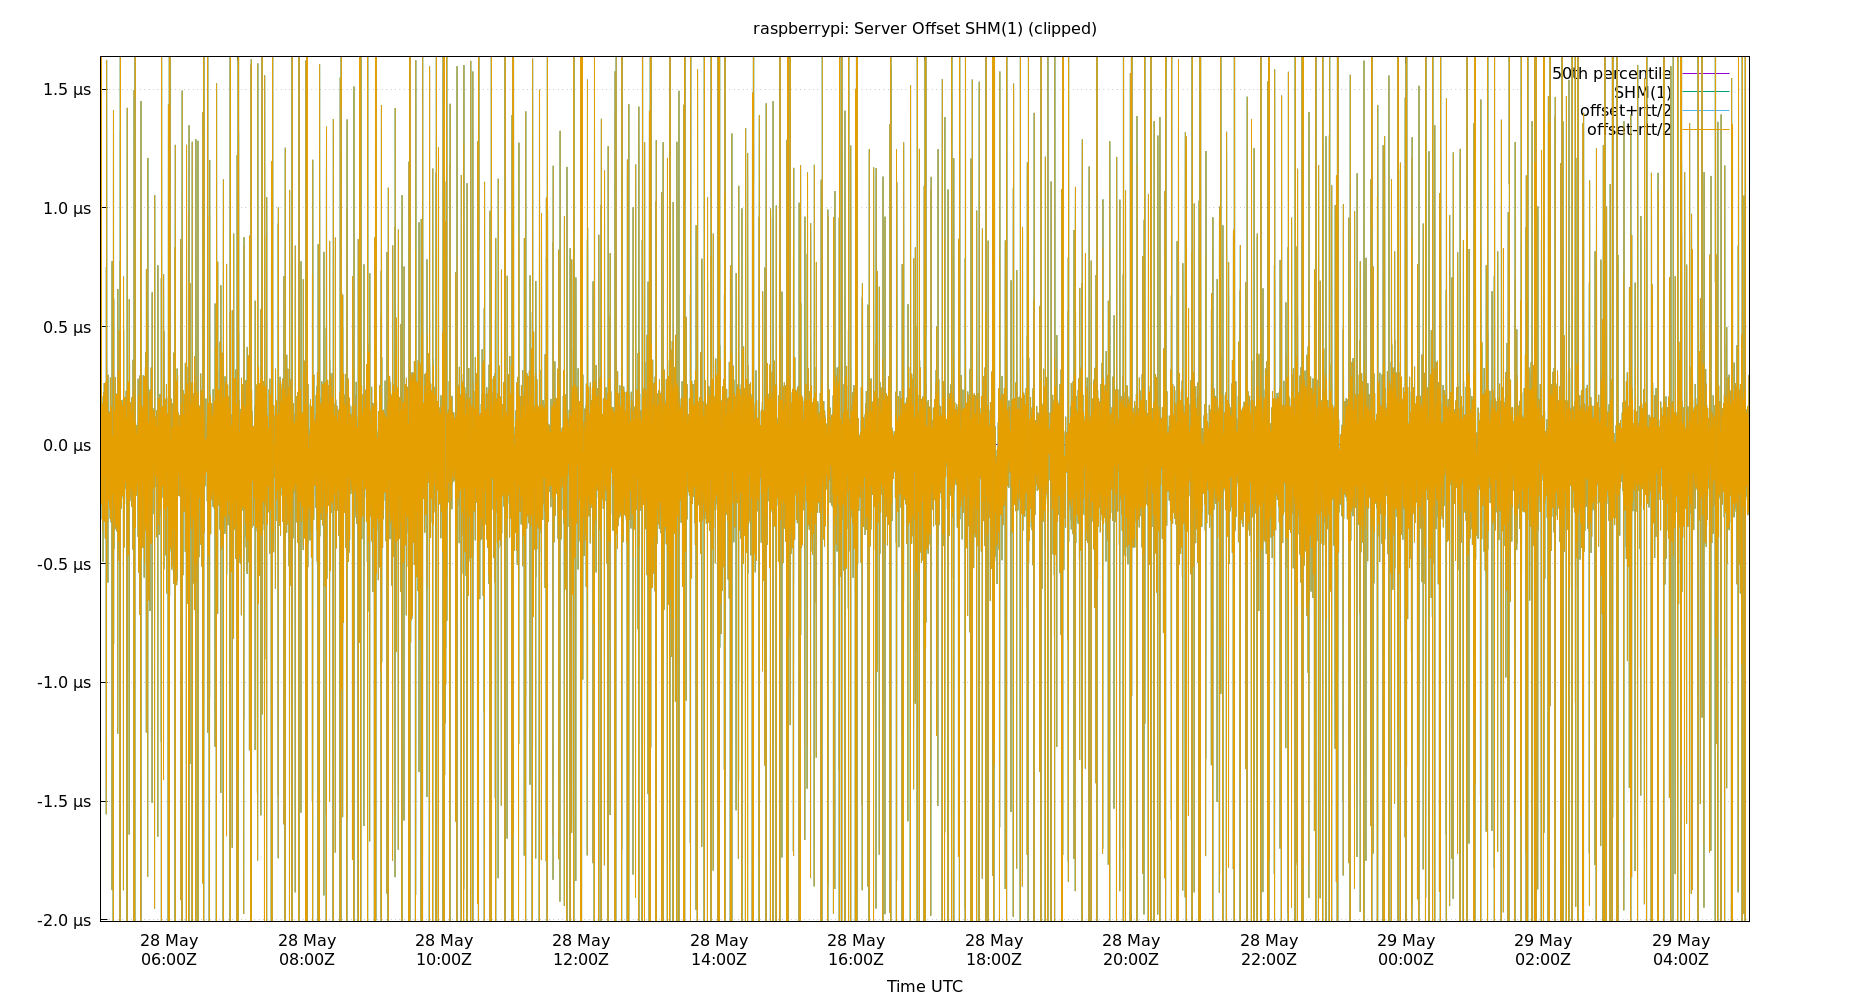 raspberrypi: Server Offset SHM(1) (clipped)
50th percentile
SHM(1)
offset+rtt/2
offset-rtt/2
1.5 µs
1.0 µs
0.5 µs
0.0 µs
-0.5 µs
-1.0 µs
-1.5 µs
-2.0 µs
28 May 28 May 28 May 28 May 28 May 28 May 28 May 28 May 28 May 29 May 29 May 29 May
06:00Z 08:00Z 10:00Z 12:00Z 14:00Z 16:00Z 18:00Z 20:00Z 22:00Z 00:00Z 02:00Z 04:00Z
Time UTC